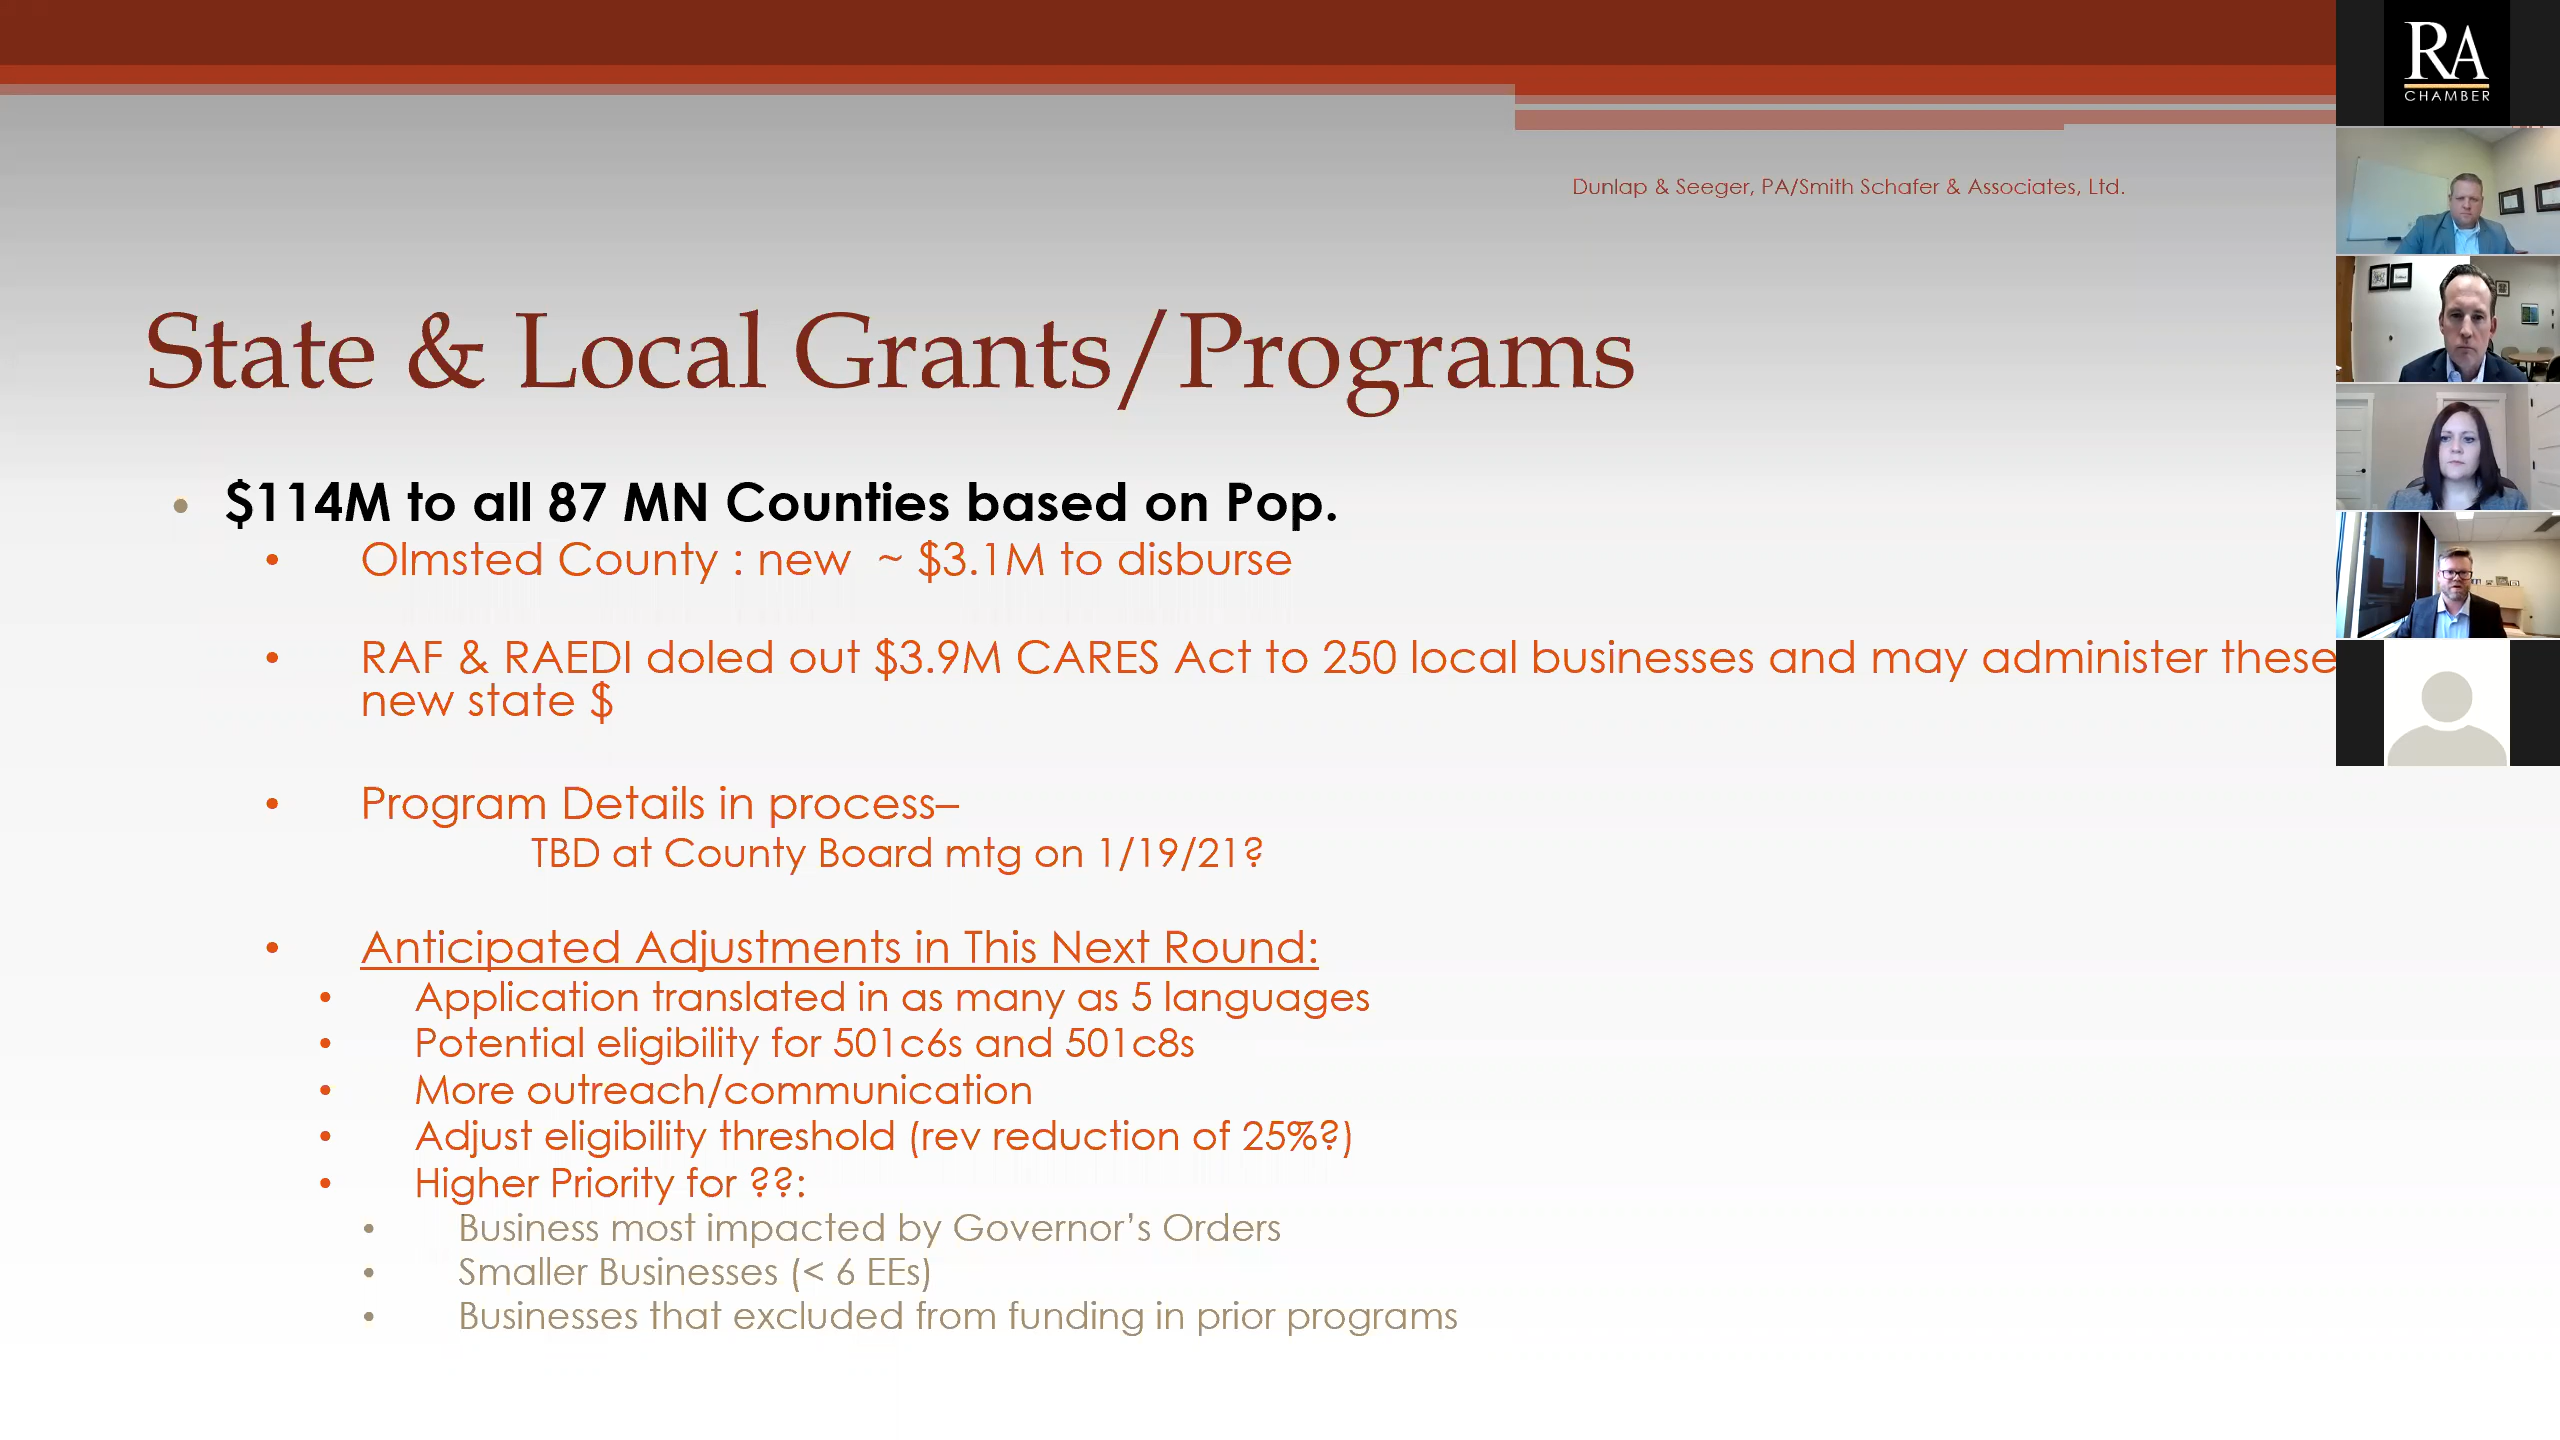 RA
CHAMBER
Dunlap & Seeger, PA/Smith Schafer & Associates, Ltd.
State & Local Grants/Programs
• $114M to all 87 MN Counties based on Pop.
• Olmsted County : new ~ $3.1M to disburse
• RAF & RAEDI doled out $3.9M CARES Act to 250 local businesses and may administer these
new state $
• Program Details in process–
TBD at County Board mtg on 1/19/21?
• Anticipated Adjustments in This Next Round:
• Application translated in as many as 5 languages
• Potential eligibility for 501c6s and 501c8s
• More outreach/communication
• Adjust eligibility threshold (rev reduction of 25%?)
• Higher Priority for ??:
• Business most impacted by Governor’s Orders
• Smaller Businesses (< 6 EEs)
• Businesses that excluded from funding in prior programs